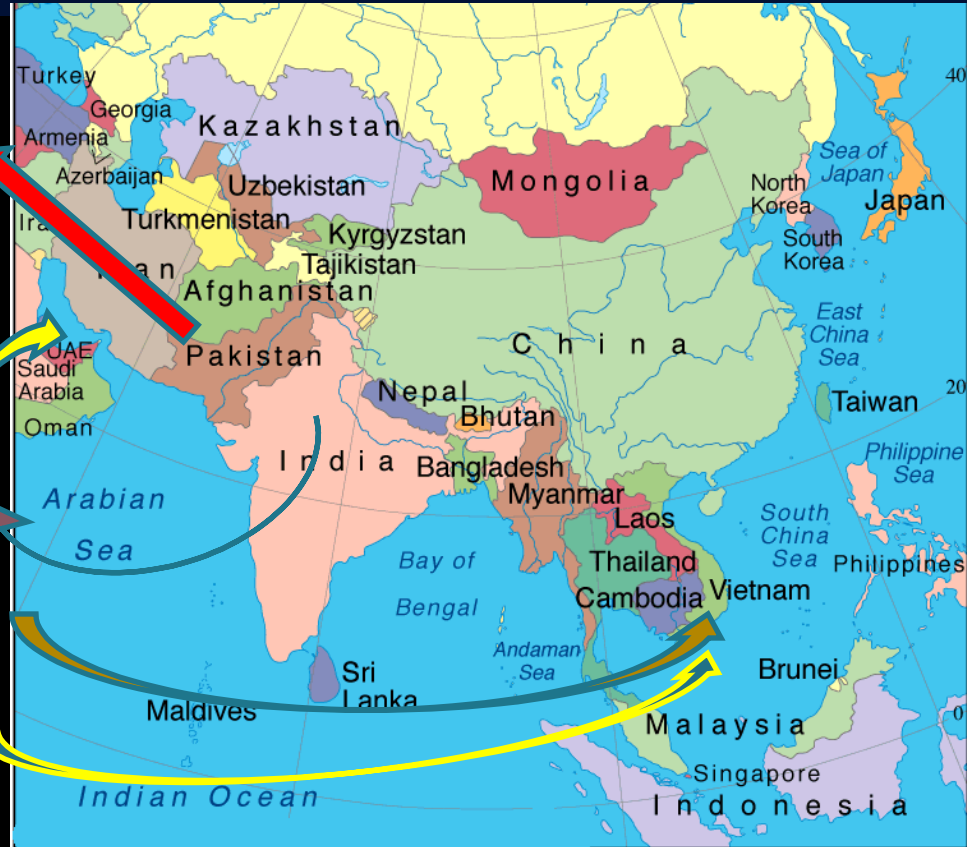 Turkey
Georgia
Armenia
Azerbaijan
Kazakhstan
Uzbekistan
Turkmenistan
Kyrgyzstan
Tajikistan
Afghanistan
Mongolia
North
Korea
South
Korea
Sea of
Japan
Japan
40
China
East
China
Sea
20
Taiwan
Pakistan
UAE
Saudi
Arabia
Oman
Nepal
Bhutan
India
Bangladesh
Myanmar
Laos
Thailand
Cambodia
Vietnam
Philippine
Sea
South
China
Sea
Philippines
Arabian
Sea
Bay of
Bengal
Andaman
Sea
Sri
Lanka
Maldives
Brunei
Malaysia
0
Singapore
Indonesia
Indian Ocean